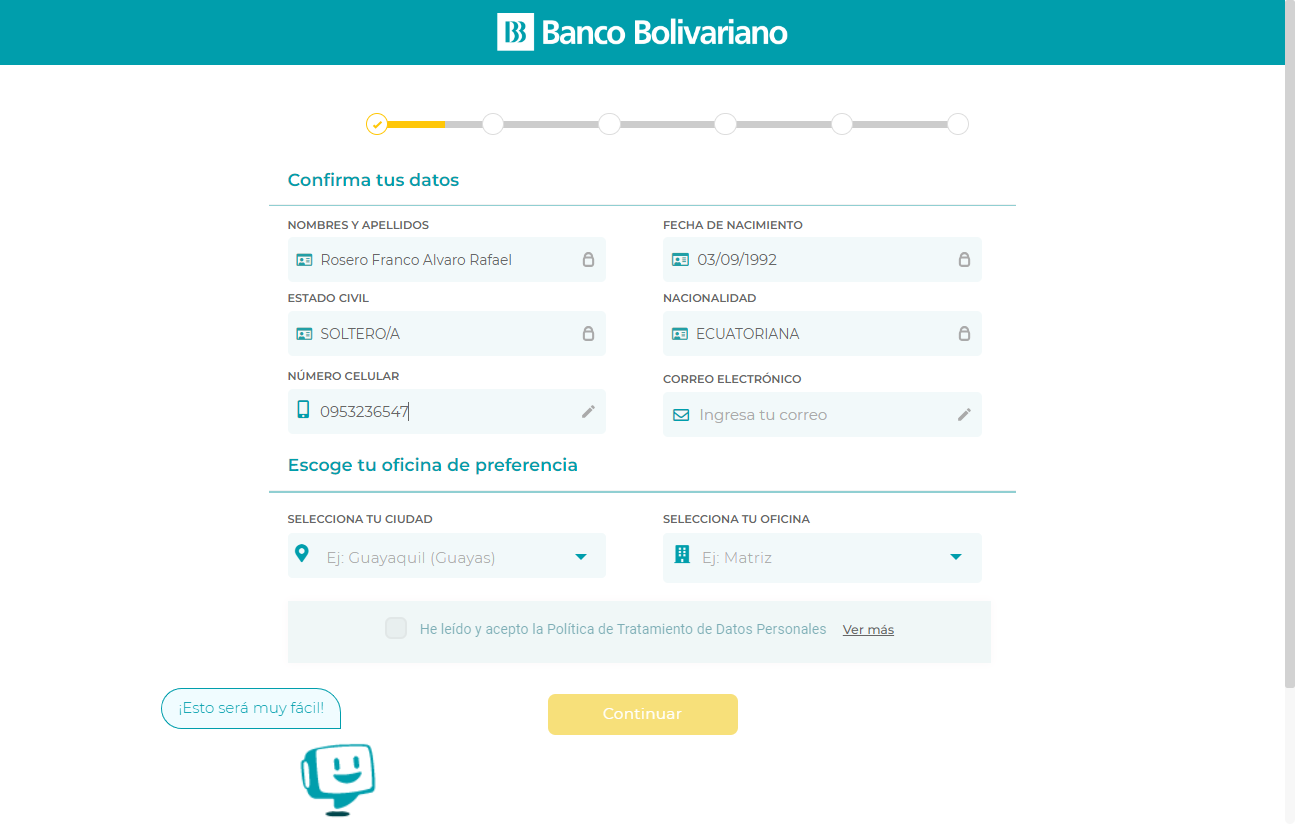 Banco Bolivariano
Confirma tus datos
NOMBRES Y APELLIDOS
Rosero Franco Alvaro Rafael
FECHA DE NACIMIENTO
03/09/1992
ESTADO CIVIL
SOLTERO/A
NACIONALIDAD
ECUATORIANA
NÚMERO CELULAR
0953236547
CORREO ELECTRÓNICO
Ingresa tu correo
Escoge tu oficina de preferencia
SELECCIONA TU CIUDAD
Ej: Guayaquil (Guayas)
SELECCIONA TU OFICINA
Ej: Matriz
He leído y acepto la Política de Tratamiento de Datos Personales Ver más
¡Esto será muy fácil!
Continuar